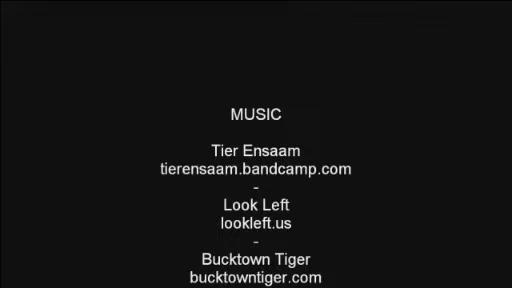 MUSIC
Tier Ensaam
tierensaam.bandcamp.com
-
Look Left
lookleft.us
-
Bucktown Tiger
bucktowntiger.com